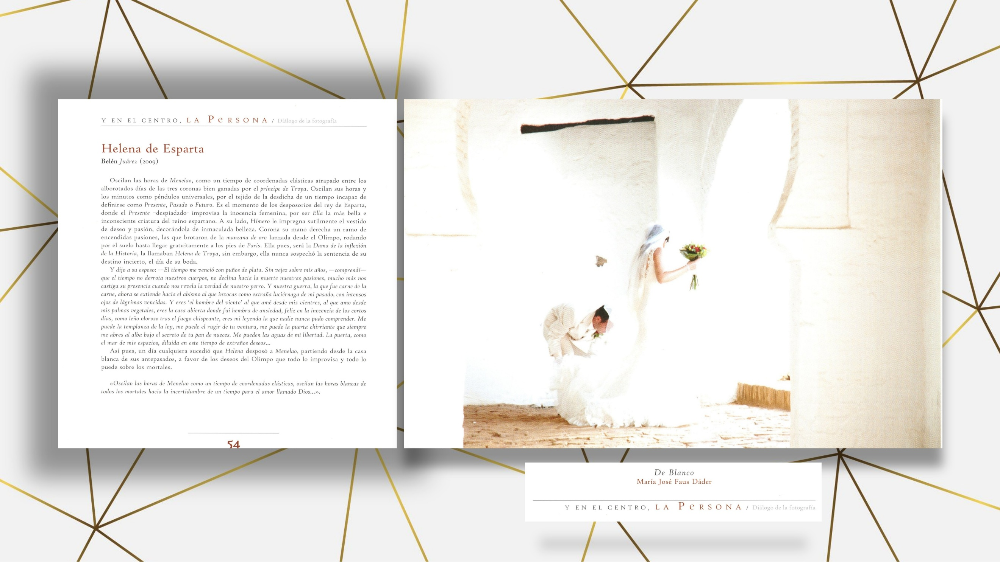 Y EN EL CENTRO, LA PeRSONA / Diálogo de la fotografía
Helena de Esparta
Belén Juárez (2009)
Oscilan las horas de Menelao, como un tiempo de coordenadas elásticas atrapado entre los
alborotados días de las tres coronas bien ganadas por el príncipe de Troya. Oscilan sus horas y
los minutos como péndulos universales, por el tejido de la desdicha de un tiempo incapaz de
definirse como Presente, Pasado o Futuro. Es el momento de los desposorios del rey de Esparta,
donde el Presente –despiadado- improvisa la inocencia femenina, por ser Ella la más bella e
inconsciente criatura del reino espartano. A su lado, Hímero le impregna sutilmente el vestido
de deseo y pasión, decorándola de inmaculada belleza. Corona su mano derecha un ramo de
encendidas pasiones, las que brotaron de la manzana de oro lanzada desde el Olimpo, rodando
por el suelo hasta llegar gratuitamente a los pies de Paris. Ella pues, será la Dama de la inflexión
de la Historia, la llamaban Helena de Troya, sin embargo, ella nunca sospechó la sentencia de su
destino incierto, el día de su boda.
Y dijo a su esposo: —El tiempo me venció con puños de plata. Sin vejez sobre mis años, —comprendí—
que el tiempo no derrota nuestros cuerpos, no declina hacia la muerte nuestras pasiones, mucho más nos
castiga su presencia cuando nos revela la verdad de nuestro yerro. Y nuestra guerra, la que fue carne de la
carne, ahora se extiende hacia el abismo al que invocas como extraña luciérnaga de mi pasado, con intensos
ojos de lágrimas vencidas. Y eres ‘el hombre del viento’ al que amé desde mis vientres, al que amo desde
mis palmas vegetales, eres la casa abierta donde fui hembra de ansiedad, feliz en la inocencia de los cortos
días, como leño oloroso tras el fuego chispeante, eres mi leyenda la que nadie nunca pudo comprender. Me
puede la templanza de la ley, me puede el rugir de tu ventura, me puede la puerta chirriante que siempre
me abres al alba bajo el secreto de tu pan de nueces. Me pueden las aguas de mi libertad. La puerta, como
el mar de mis espacios, diluida en este tiempo de extraños deseos...
Así pues, un día cualquiera sucedió que Helena desposó a Menelao, partiendo desde la casa
blanca de sus antepasados, a favor de los deseos del Olimpo que todo lo improvisa y todo lo
puede sobre los mortales.
«Oscilan las horas de Menelao como un tiempo de coordenadas elásticas, oscilan las horas blancas de
todos los mortales hacia la incertidumbre de un tiempo para el amor llamado Dios...».
54
De Blanco
María José Faus Dáder
Y EN EL CENTRO, LA PeRSONA / Diálogo de la fotografía